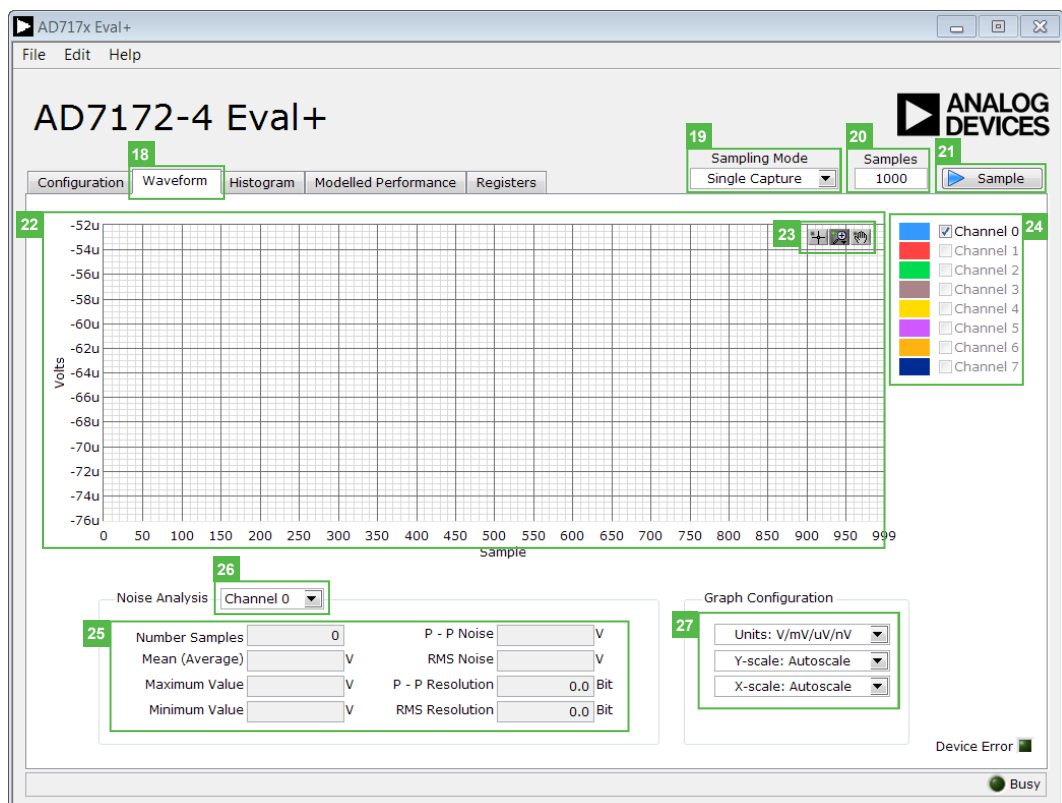 AD717x Eval+
File Edit Help
AD7172-4 Eval+
ANALOG
DEVICES
18
19
20
21
Sampling Mode
Samples
Configuration
Waveform
Histogram
Modelled Performance
Registers
Single Capture
1000
Sample
22
23
24
-52u
-54u
-56u
-58u
-60u
-62u
-64u
-66u
-68u
-70u
-72u
-74u
-76u
Volts
0 50 100 150 200 250 300 350 400 450 500 550 600 650 700 750 800 850 900 950 999
Sample
Channel 0
Channel 1
Channel 2
Channel 3
Channel 4
Channel 5
Channel 6
Channel 7
26
Noise Analysis
Channel 0
25
Number Samples 0
Mean (Average) V
Maximum Value V
Minimum Value V
P - P Noise V
RMS Noise V
P - P Resolution 0.0 Bit
RMS Resolution 0.0 Bit
Graph Configuration
27
Units: V/mV/uV/nV
Y-scale: Autoscale
X-scale: Autoscale
Device Error
Busy